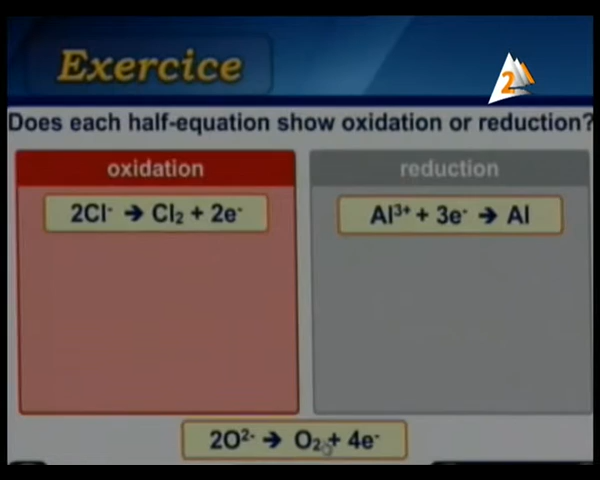 Exercice
2
Does each half-equation show oxidation or reduction?
oxidation
reduction
2Cl⁻ ➔ Cl₂ + 2e⁻
Al³⁺ + 3e⁻ ➔ Al
2O²⁻ ➔ O₂ + 4e⁻